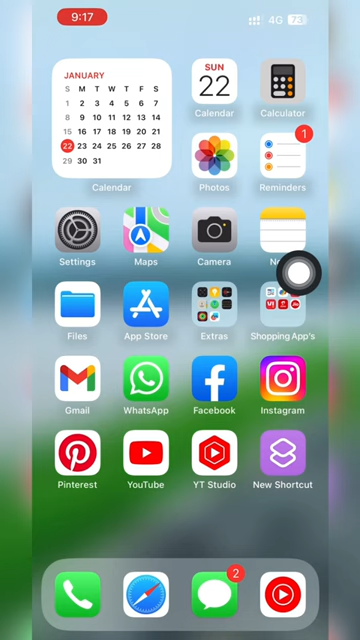 9:17
4G 73
JANUARY
S M T W T F S
1 2 3 4 5 6 7
8 9 10 11 12 13 14
15 16 17 18 19 20 21
22 23 24 25 26 27 28
29 30 31
Calendar
SUN
22
Calendar
Calculator
Photos
1
Reminders
Settings
Maps
Camera
Files
App Store
Extras
Shopping App's
Gmail
WhatsApp
Facebook
Instagram
Pinterest
YouTube
YT Studio
New Shortcut
2